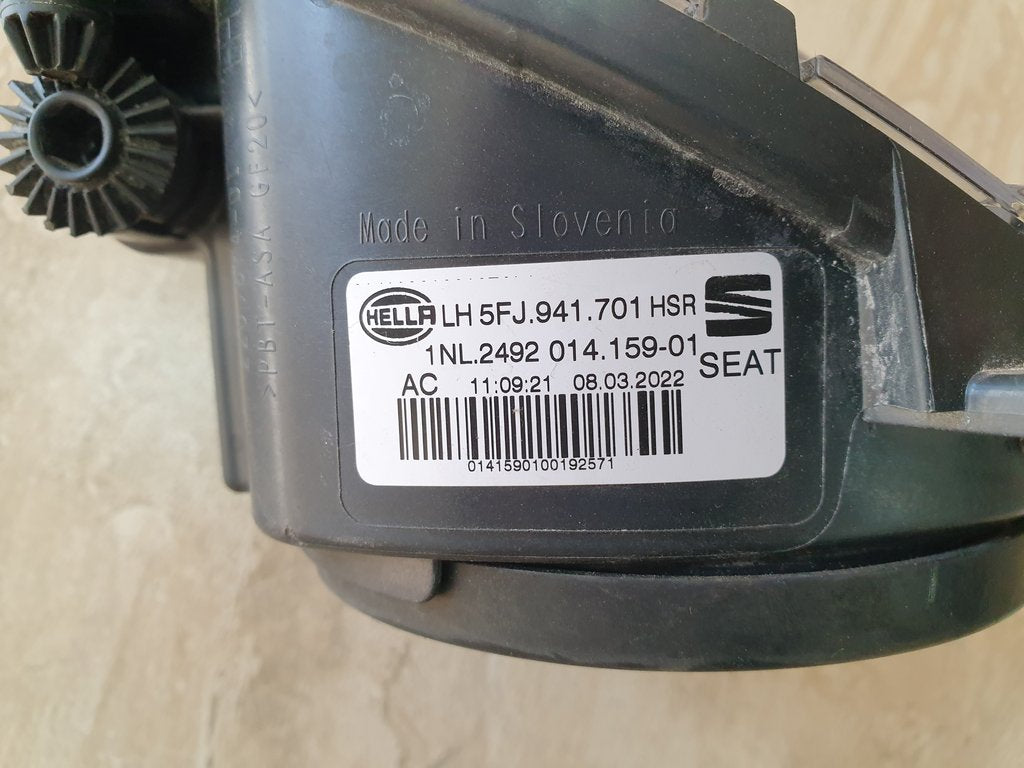 Made in Slovenia
HELLA LH 5FJ.941.701 HSR
1NL.2492 014.159-01
SEAT
AC 11:09:21 08.03.2022
0141590100192571
>PBT-ASA GF20<